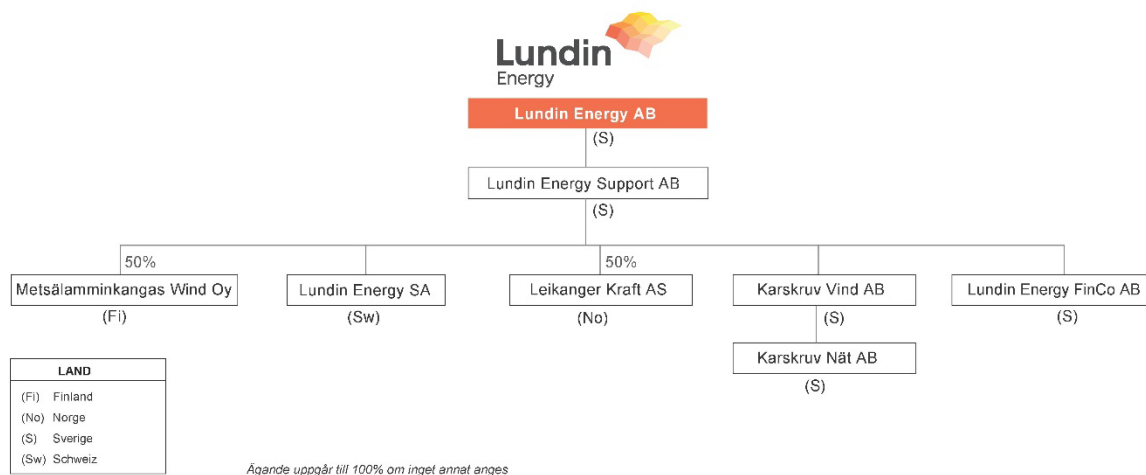 Lundin
Energy
Lundin Energy AB
(S)
Lundin Energy Support AB
(S)
50%
50%
Metsälamminkangas Wind Oy
Lundin Energy SA
Leikanger Kraft AS
Karskruv Vind AB
Lundin Energy FinCo AB
(Fi)
(Sw)
(No)
(S)
(S)
Karskruv Nät AB
(S)
LAND
(Fi) Finland
(No) Norge
(S) Sverige
(Sw) Schweiz
Ägande uppgår till 100% om inget annat anges